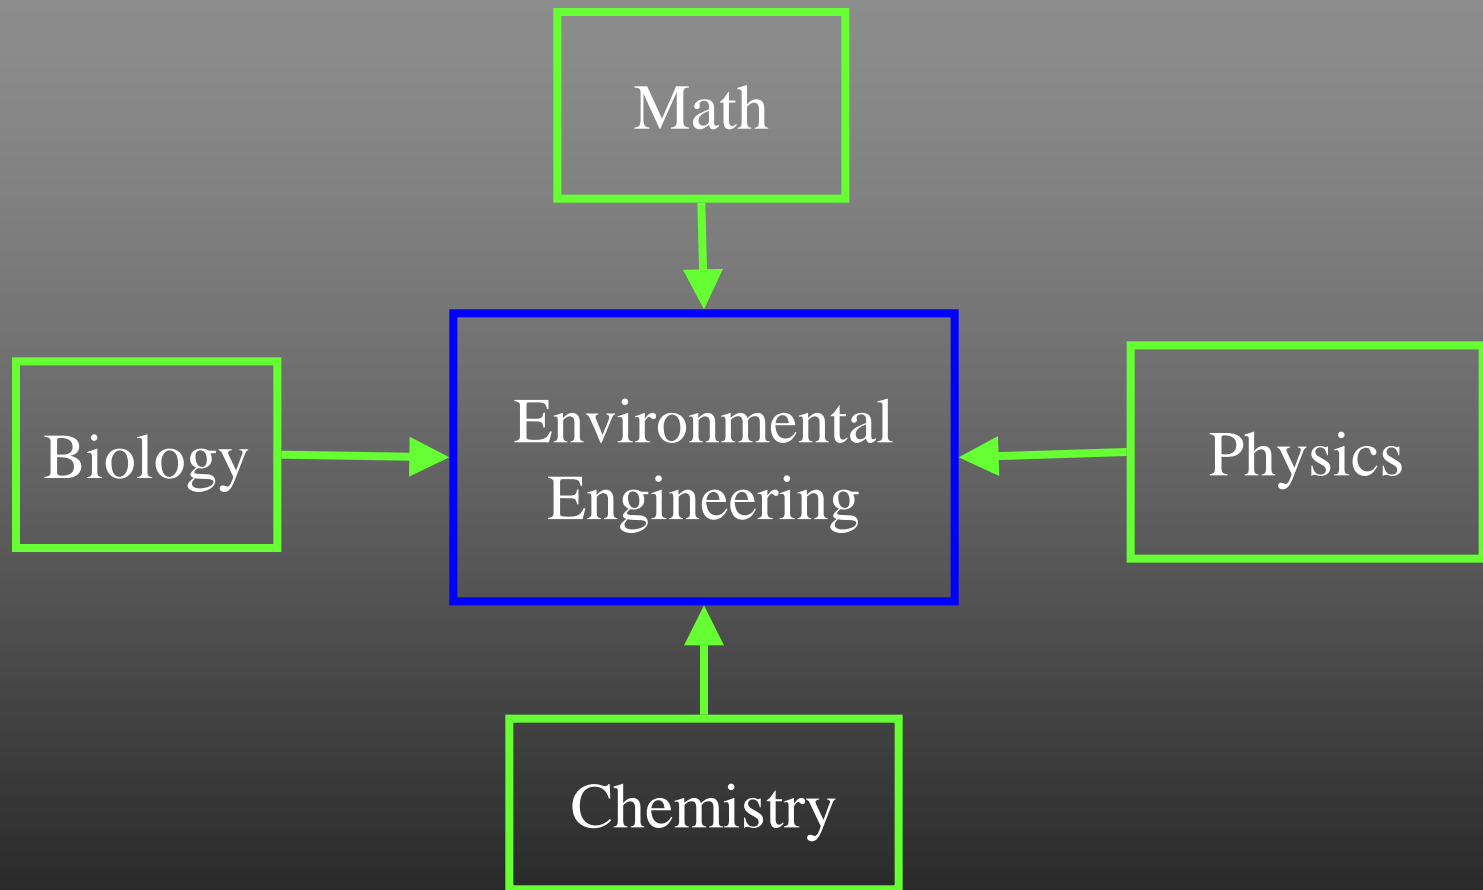 Math
Biology
Environmental
Engineering
Physics
Chemistry